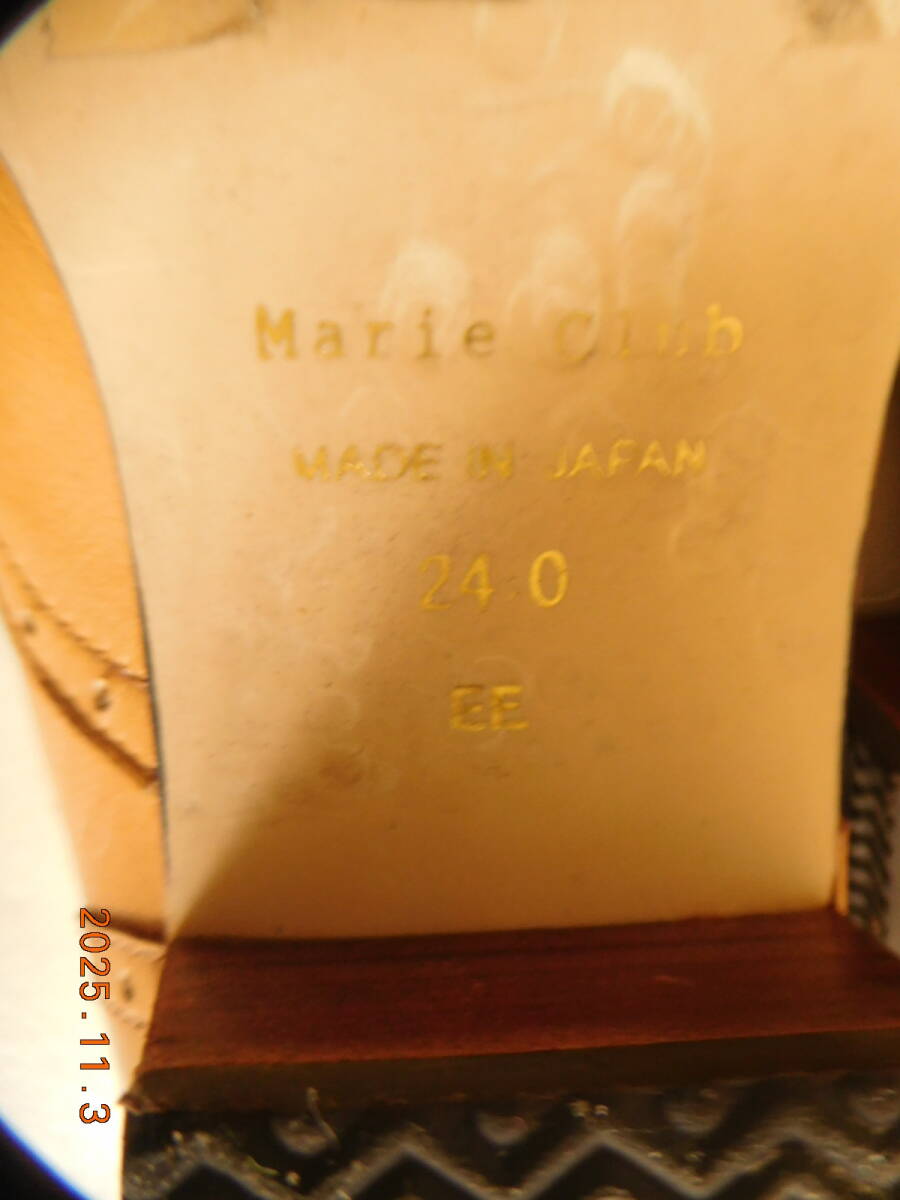 Marie Club
MADE IN JAPAN
24.0
EE
2025.11.3